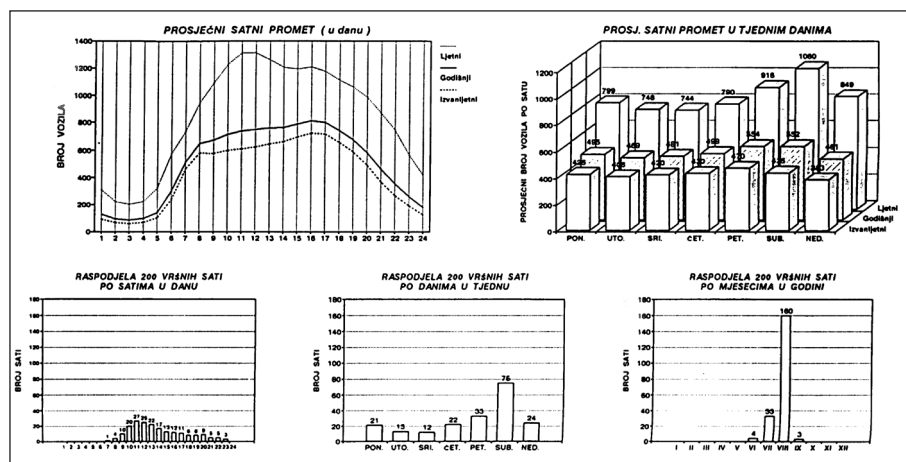 PROSJEČNI SATNI PROMET ( u danu )
1400
1200
1000
800
600
400
200
0
BROJ VOZILA
1 2 3 4 5 6 7 8 9 10 11 12 13 14 15 16 17 18 19 20 21 22 23 24
Ljetni
Godišnji
Izvanljetni
PROSJ. SATNI PROMET U TJEDNIM DANIMA
PROSJEČNI BROJ VOZILA PO SATU
1200
1000
800
600
400
200
0
799 746 744 790 918 1060 849
PON. UTO. SRI. ČET. PET. SUB. NED.
Ljetni
Godišnji
Izvanljetni
RASPODJELA 200 VRŠNIH SATI
PO SATIMA U DANU
BROJ SATI
180
160
140
120
100
80
60
40
20
0
1 2 3 4 5 6 7 8 9 10 11 12 13 14 15 16 17 18 19 20 21 22 23 24
RASPODJELA 200 VRŠNIH SATI
PO DANIMA U TJEDNU
BROJ SATI
180
160
140
120
100
80
60
40
20
0
21 13 12 22 33 75 24
PON. UTO. SRI. ČET. PET. SUB. NED.
RASPODJELA 200 VRŠNIH SATI
PO MJESECIMA U GODINI
BROJ SATI
180
160
140
120
100
80
60
40
20
0
4 33 160 3
I II III IV V VI VII VIII IX X XI XII